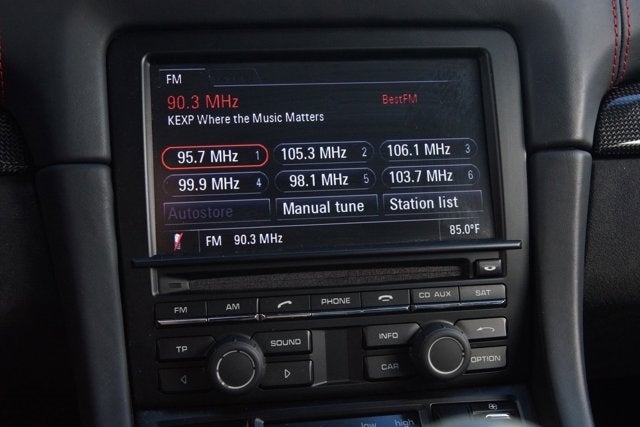 FM
90.3 MHz BestFM
KEXP Where the Music Matters
95.7 MHz 1 105.3 MHz 2 106.1 MHz 3
99.9 MHz 4 98.1 MHz 5 103.7 MHz 6
Autostore Manual tune Station list
FM 90.3 MHz 85.0°F
FM AM PHONE CD AUX SAT
TP SOUND INFO
CAR OPTION
low high